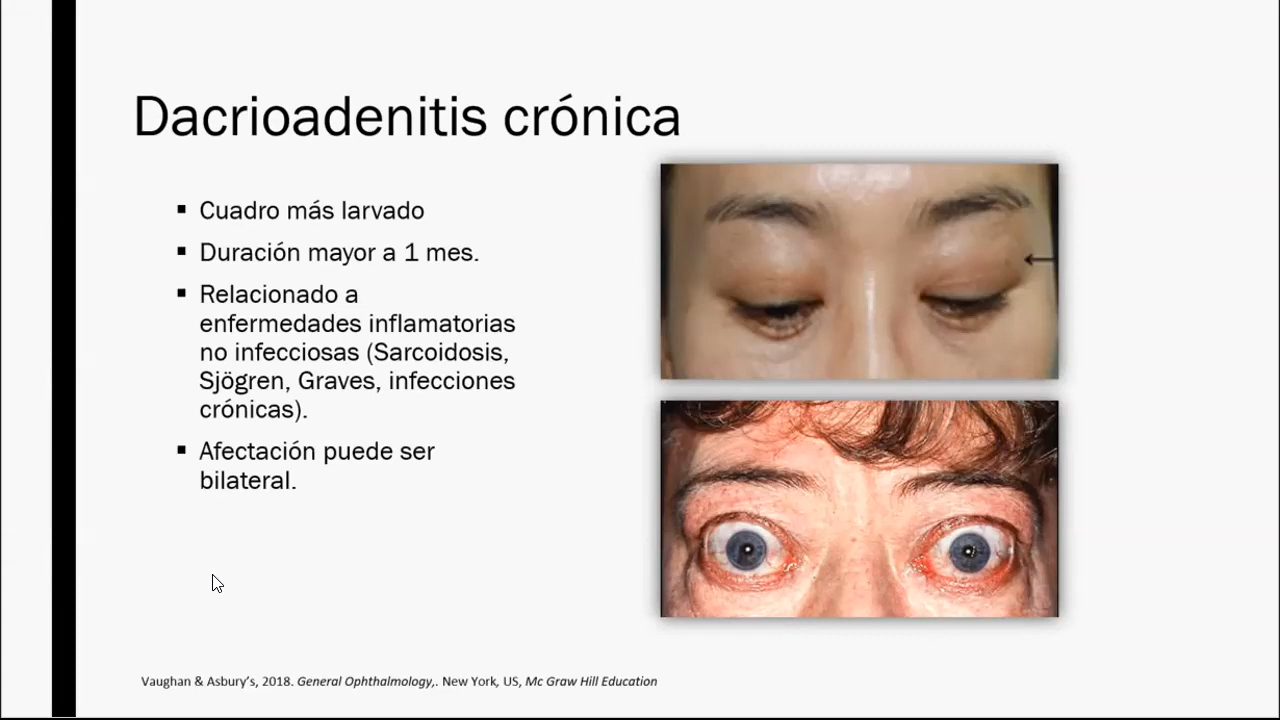 Dacrioadenitis crónica
▪ Cuadro más larvado
▪ Duración mayor a 1 mes.
▪ Relacionado a
enfermedades inflamatorias
no infecciosas (Sarcoidosis,
Sjögren, Graves, infecciones
crónicas).
▪ Afectación puede ser
bilateral.
Vaughan & Asbury's, 2018. General Ophthalmology,. New York, US, Mc Graw Hill Education